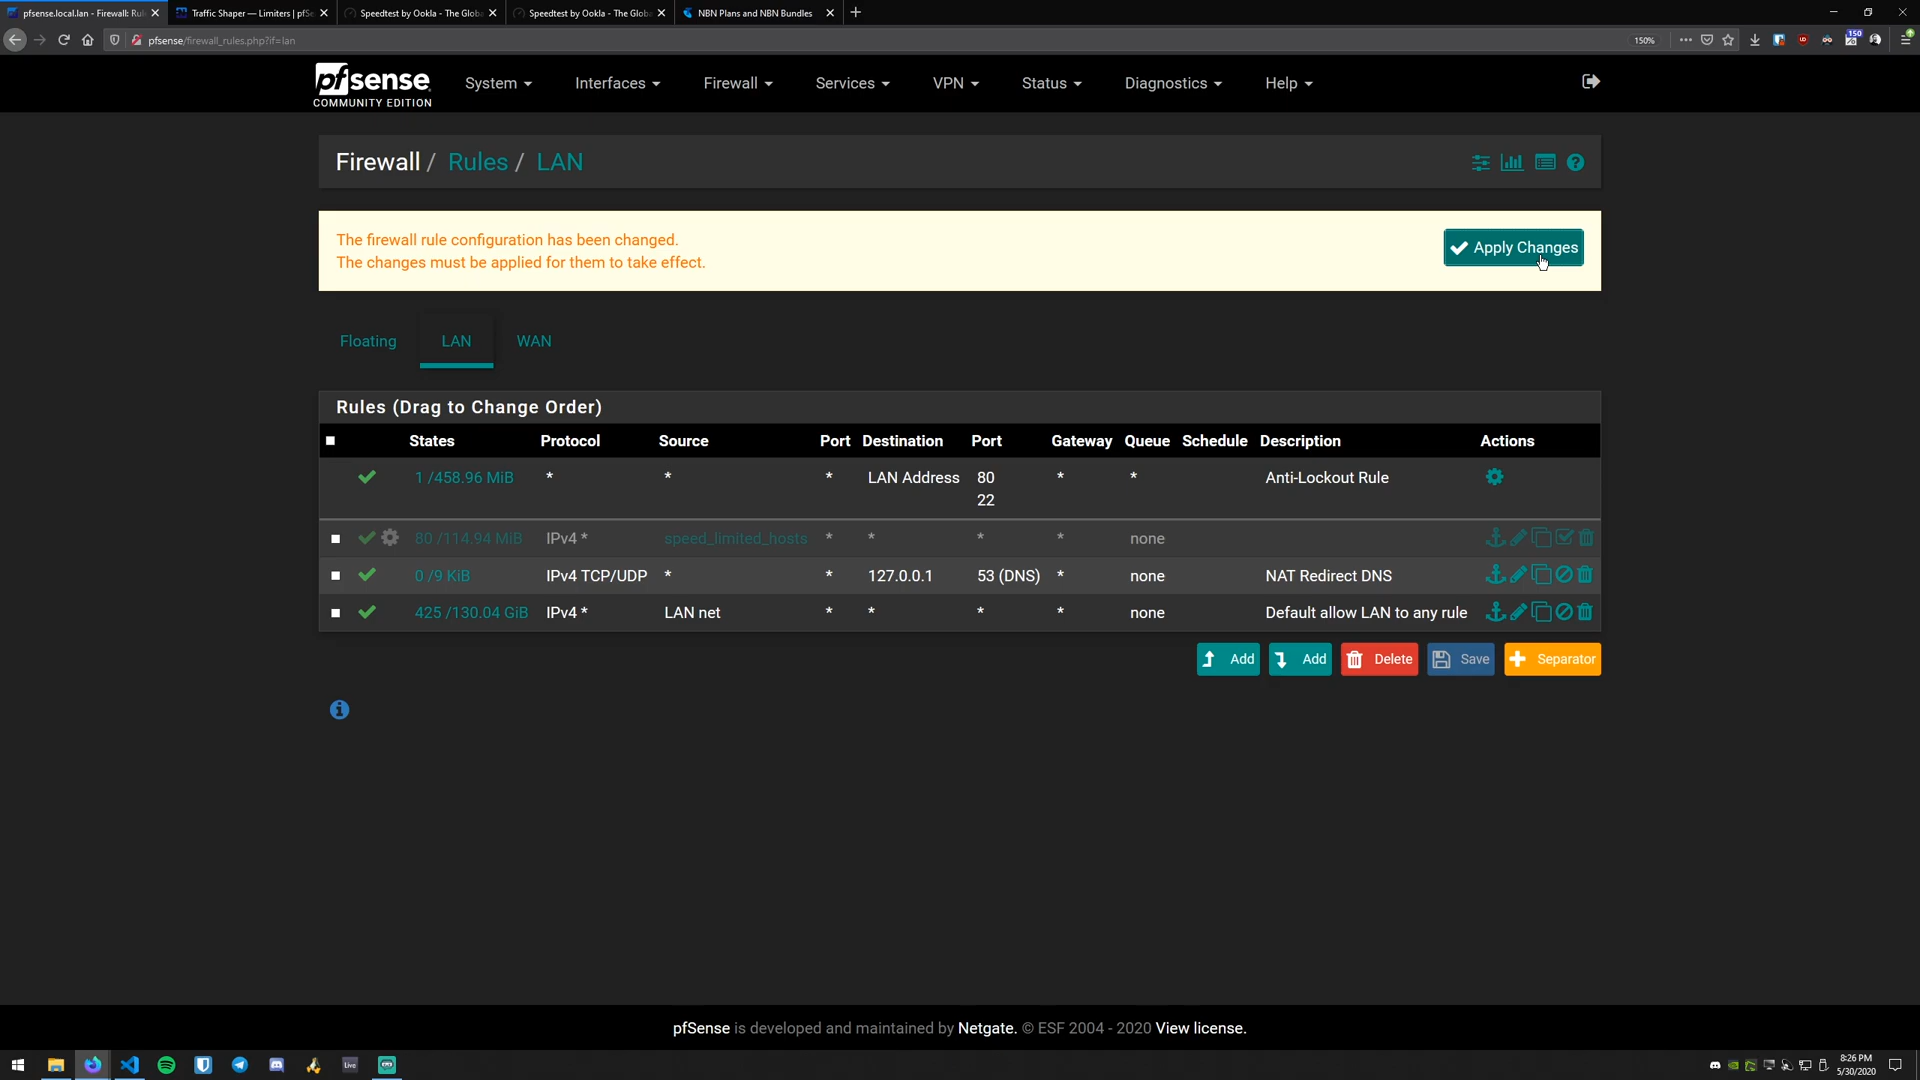 pfsense.local.lan - Firewall: Rul
Traffic Shaper — Limiters | pfSe
Speedtest by Ookla - The Globa
Speedtest by Ookla - The Globa
NBN Plans and NBN Bundles
pfsense/firewall_rules.php?if=lan
150%
150
pfsense
COMMUNITY EDITION
System
Interfaces
Firewall
Services
VPN
Status
Diagnostics
Help
Firewall / Rules / LAN
The firewall rule configuration has been changed.
The changes must be applied for them to take effect.
Apply Changes
Floating LAN WAN
Rules (Drag to Change Order)
States Protocol Source Port Destination Port Gateway Queue Schedule Description Actions
1 /458.96 MiB * * * LAN Address 80 * * Anti-Lockout Rule
22
80 /114.94 MiB IPv4 * speed_limited_hosts * * * * none
0 /9 KiB IPv4 TCP/UDP * * 127.0.0.1 53 (DNS) * none NAT Redirect DNS
425 /130.04 GiB IPv4 * LAN net * * * * none Default allow LAN to any rule
Add Add Delete Save Separator
pfSense is developed and maintained by Netgate. © ESF 2004 - 2020 View license.
Live
8:26 PM
5/30/2020